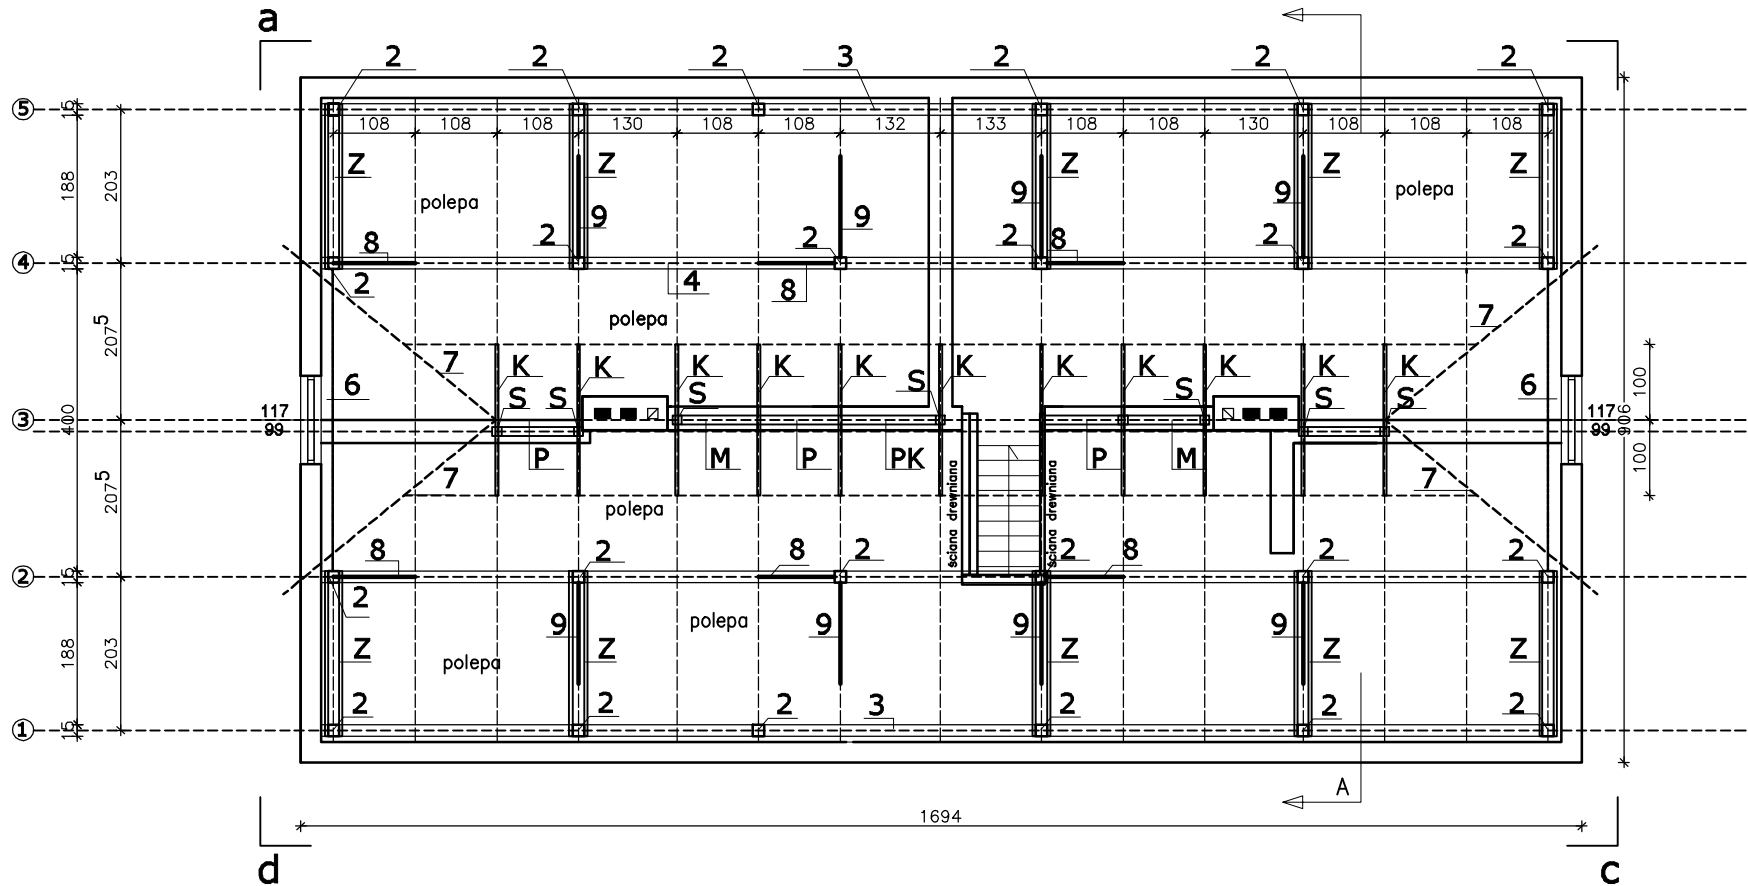 a
2 2 2 3 2 2 2
5
15 108 108 108 130 108 108 132 133 108 108 130 108 108 108
Z Z Z Z Z
188 203 polepa 9 9 polepa
9 9
8 2 2 2 8 2 2
4 15
2 4 8
polepa 7
2075
7 K K K K K K K K K K K
6 S S S S S S 6
100
3 117 117
400 99 99 906
P M P PK P M
100
7 7
2075 polepa ściana drewniana ściana drewniana
8 2 8 2 2 8 2 2
2 15
2
188 203 9 polepa 9 9 9
Z polepa Z Z Z Z
2 2 2 3 2 2 2
1 15
A
1694
d c